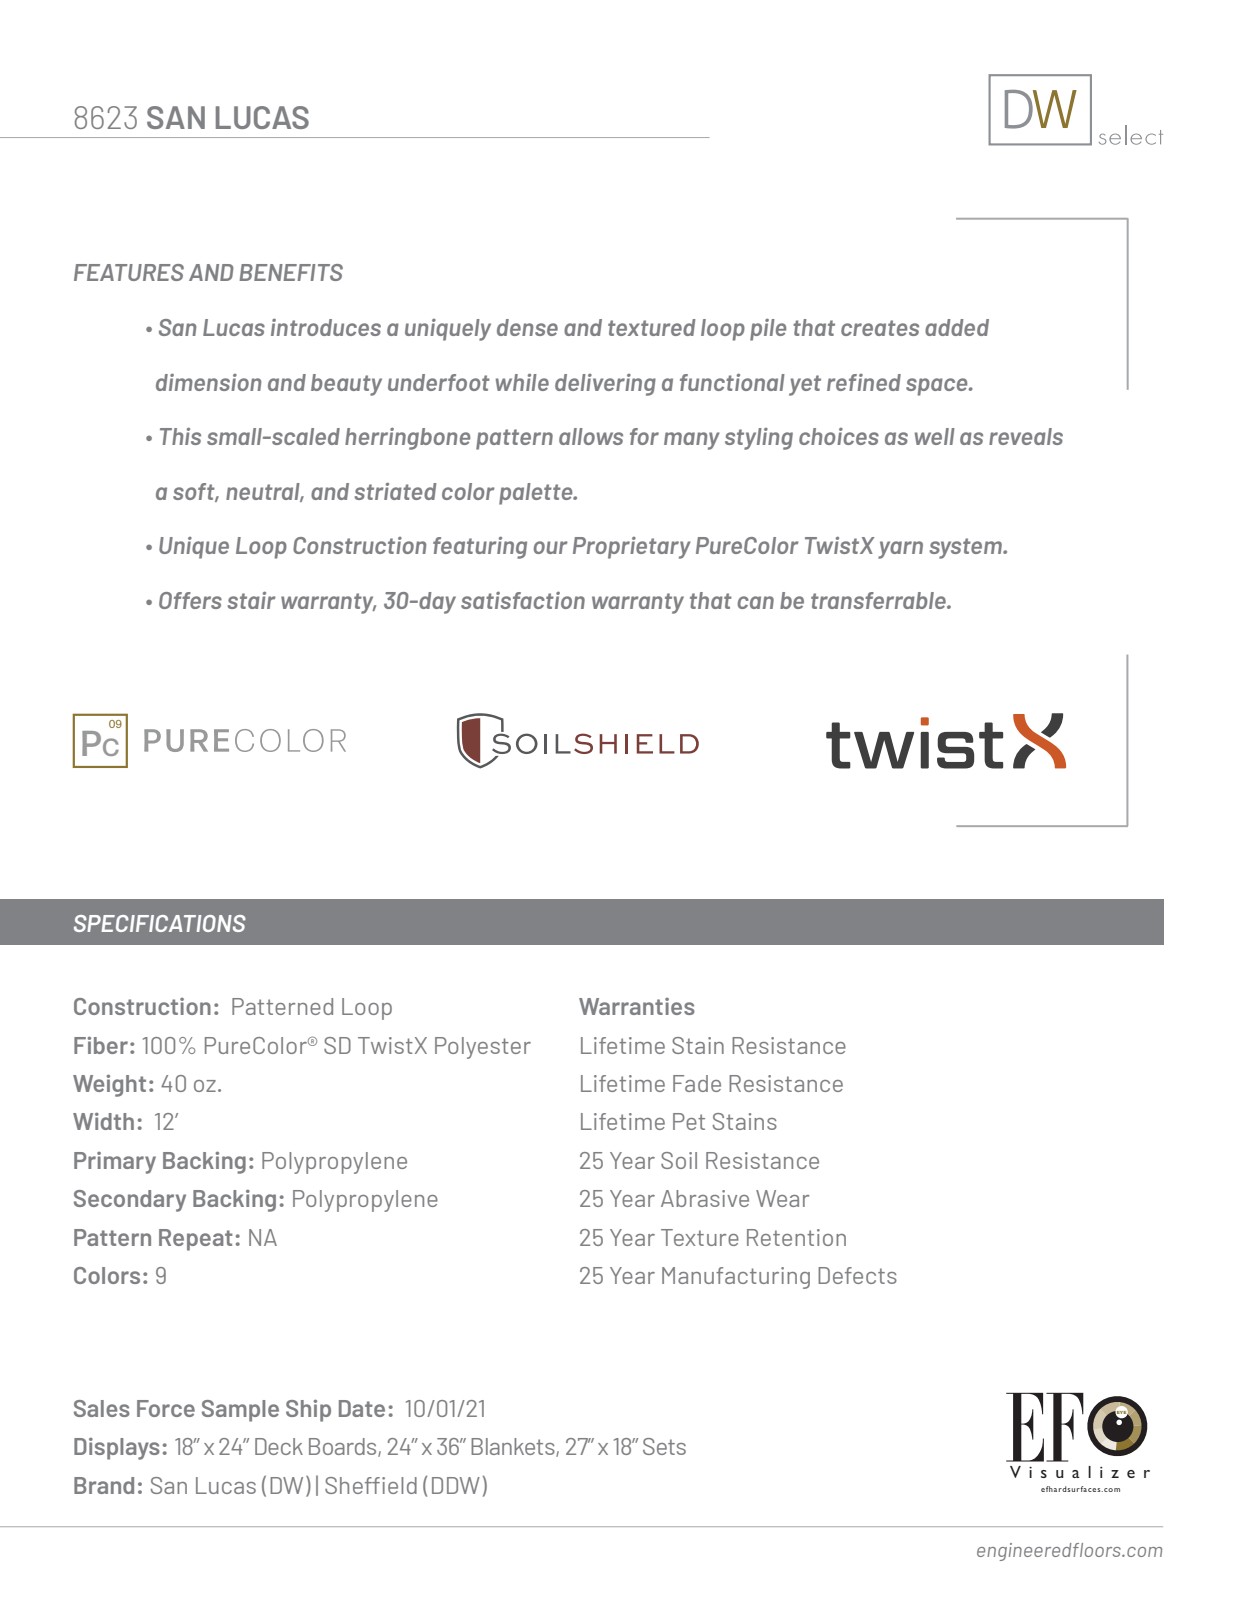 8623 SAN LUCAS
DW select
FEATURES AND BENEFITS
• San Lucas introduces a uniquely dense and textured loop pile that creates added
dimension and beauty underfoot while delivering a functional yet refined space.
• This small-scaled herringbone pattern allows for many styling choices as well as reveals
a soft, neutral, and striated color palette.
• Unique Loop Construction featuring our Proprietary PureColor TwistX yarn system.
• Offers stair warranty, 30-day satisfaction warranty that can be transferrable.
09
Pc PURECOLOR
SOILSHIELD
twistX
SPECIFICATIONS
Construction: Patterned Loop
Fiber: 100% PureColor® SD TwistX Polyester
Weight: 40 oz.
Width: 12’
Primary Backing: Polypropylene
Secondary Backing: Polypropylene
Pattern Repeat: NA
Colors: 9
Warranties
Lifetime Stain Resistance
Lifetime Fade Resistance
Lifetime Pet Stains
25 Year Soil Resistance
25 Year Abrasive Wear
25 Year Texture Retention
25 Year Manufacturing Defects
Sales Force Sample Ship Date: 10/01/21
Displays: 18” x 24” Deck Boards, 24” x 36” Blankets, 27” x 18” Sets
Brand: San Lucas (DW) | Sheffield (DDW)
EF
Visualizer
efhardsurfaces.com
engineeredfloors.com